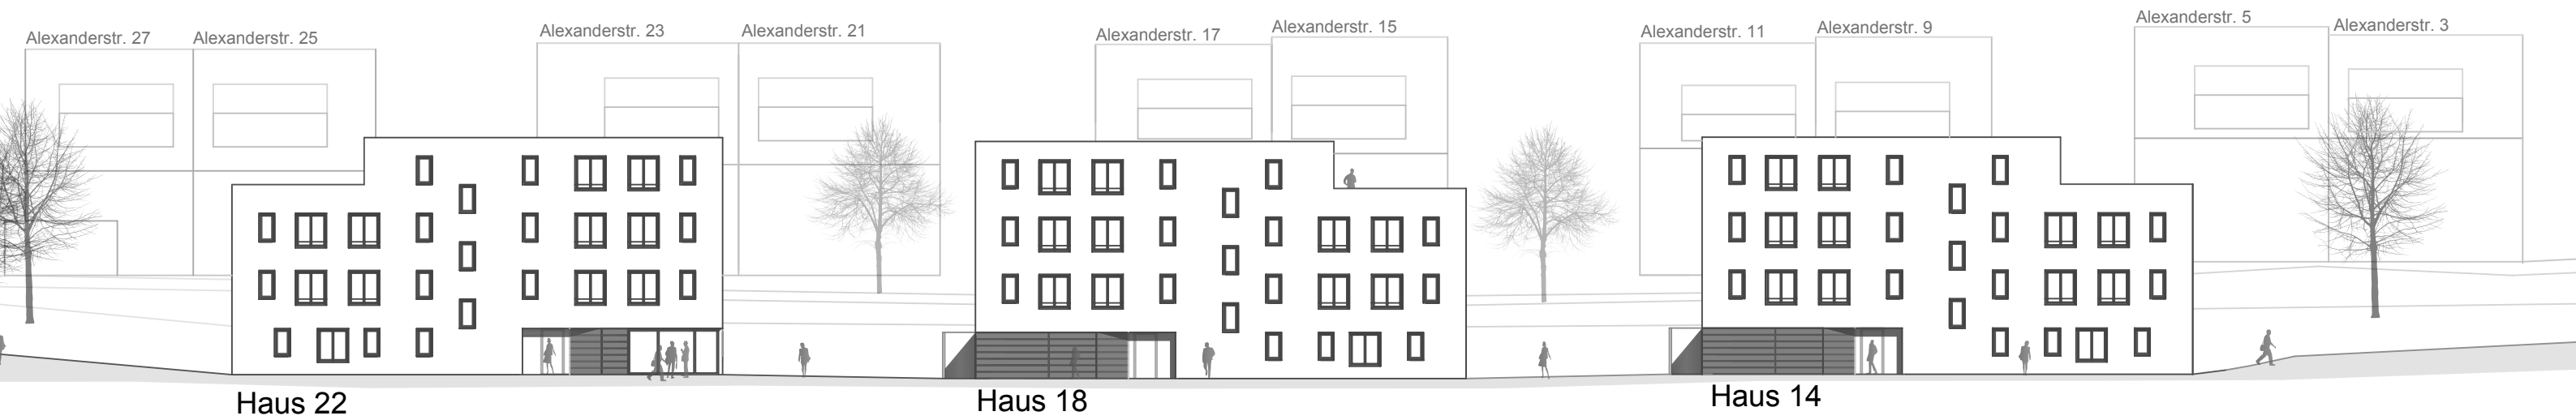 Alexanderstr. 27
Alexanderstr. 25
Alexanderstr. 23
Alexanderstr. 21
Alexanderstr. 17
Alexanderstr. 15
Alexanderstr. 11
Alexanderstr. 9
Alexanderstr. 5
Alexanderstr. 3
Haus 22
Haus 18
Haus 14